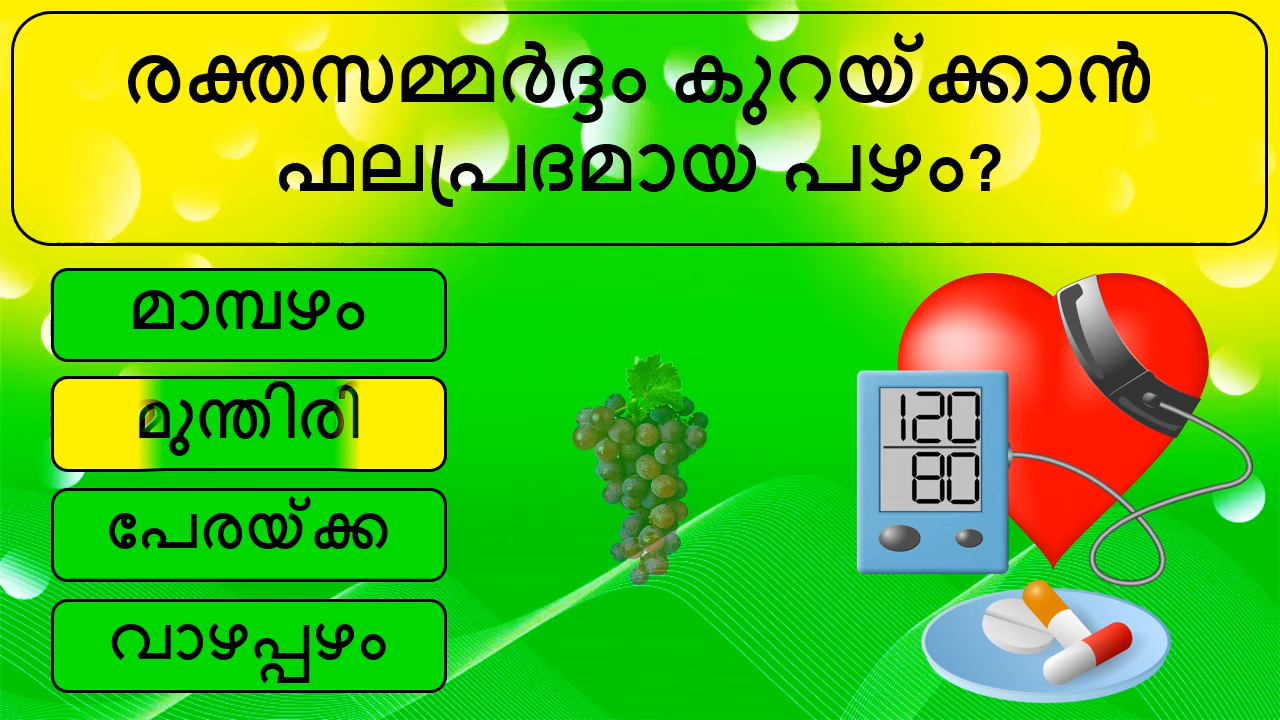 രക്തസമ്മർദ്ദം കുറയ്ക്കാൻ
ഫലപ്രദമായ പഴം?
മാമ്പഴം
മുന്തിരി
പേരയ്ക്ക
വാഴപ്പഴം
120
80